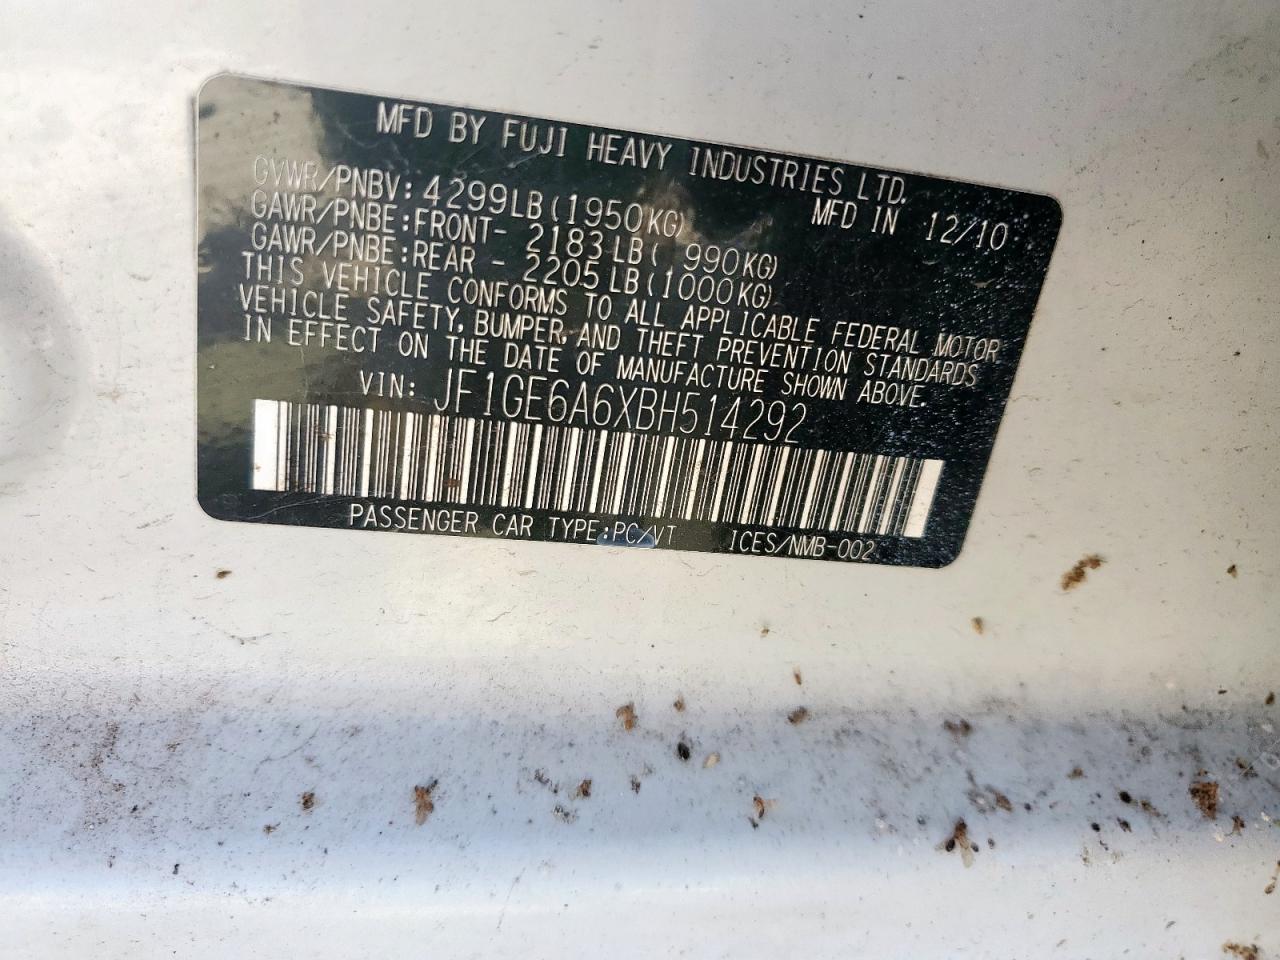 MFD BY FUJI HEAVY INDUSTRIES LTD.
MFD IN 12/10
GVWR/PNBV: 4299LB(1950KG)
GAWR/PNBE:FRONT- 2183LB( 990KG)
GAWR/PNBE:REAR - 2205LB(1000KG)
THIS VEHICLE CONFORMS TO ALL APPLICABLE FEDERAL MOTOR
VEHICLE SAFETY, BUMPER, AND THEFT PREVENTION STANDARDS
IN EFFECT ON THE DATE OF MANUFACTURE SHOWN ABOVE.
VIN: JF1GE6A6XBH514292
PASSENGER CAR TYPE:PC/VT ICES/NMB-002